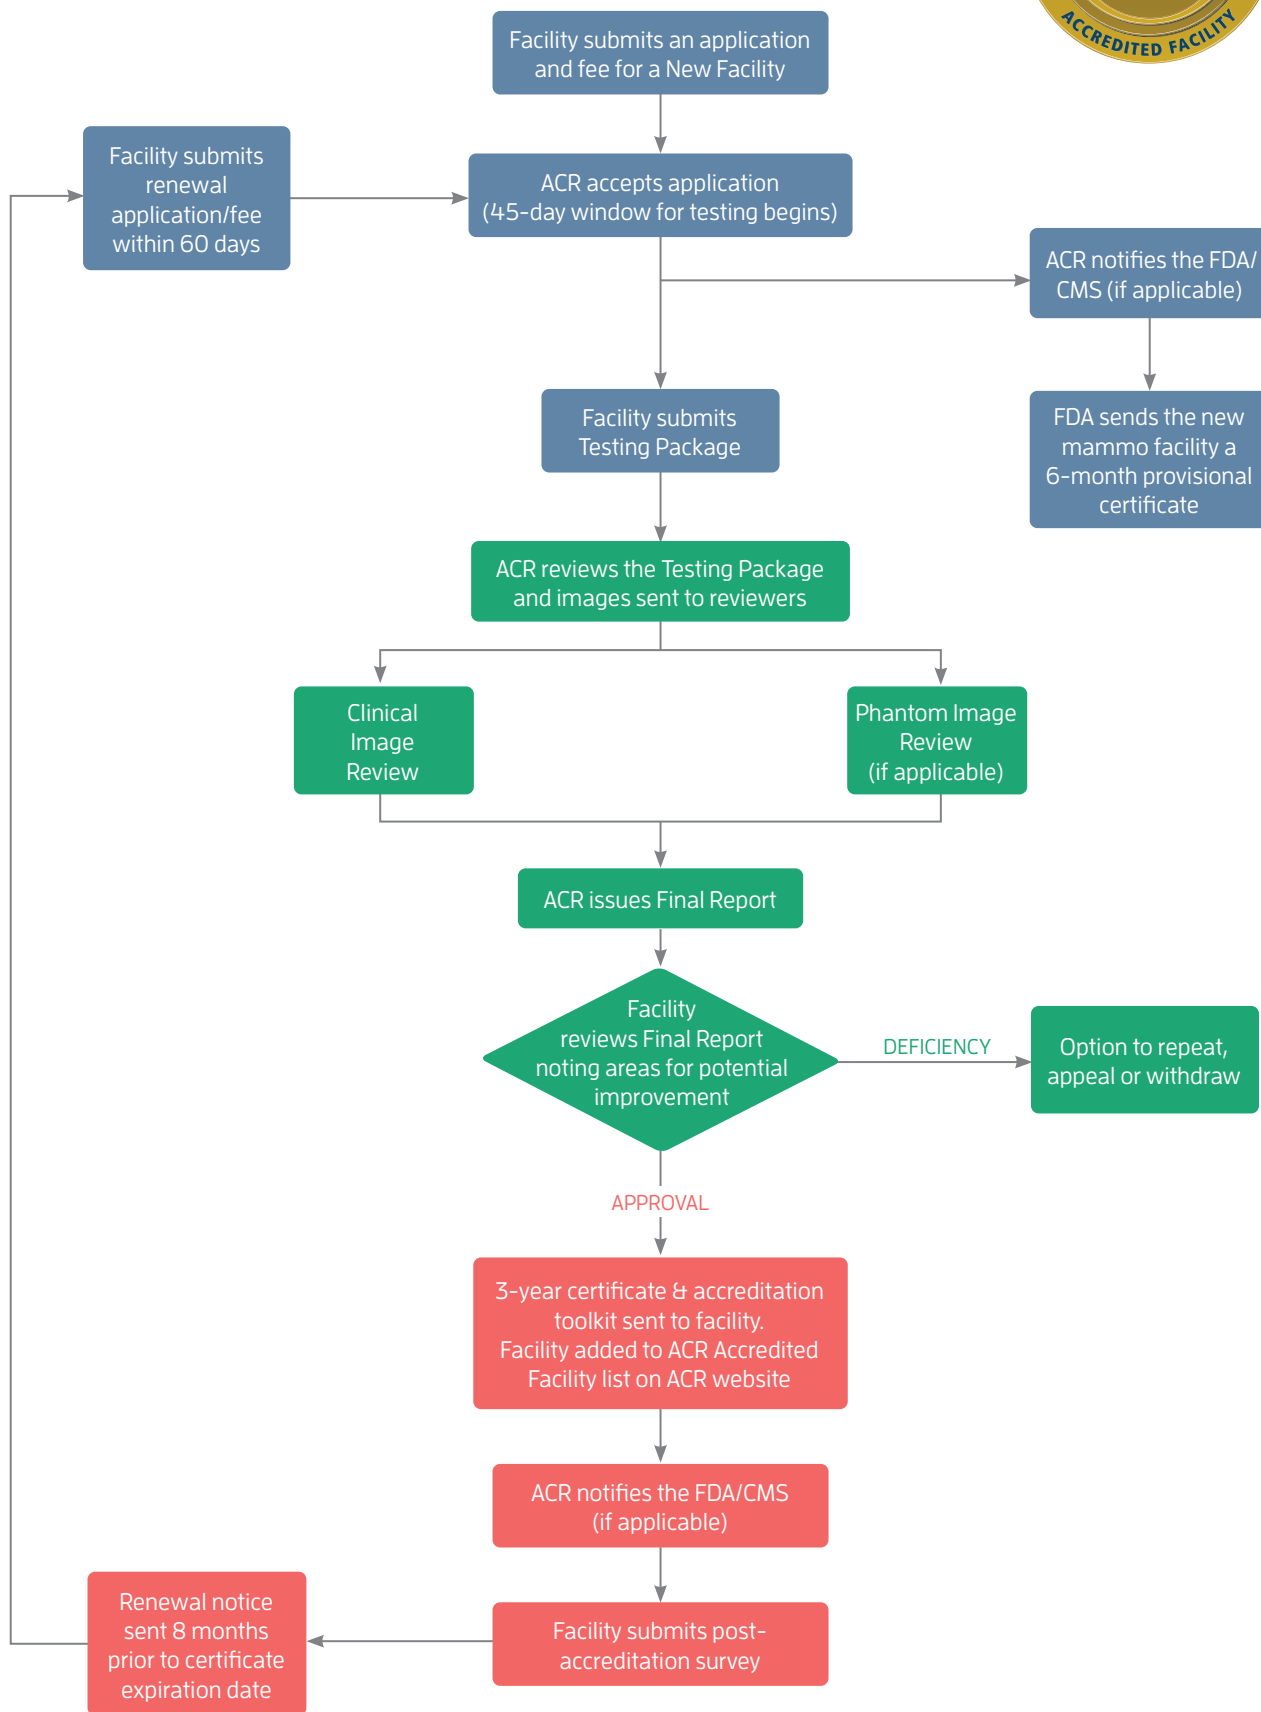 ACCREDITED FACILITY
Facility submits an application
and fee for a New Facility
Facility submits
renewal
application/fee
within 60 days
ACR accepts application
(45-day window for testing begins)
ACR notifies the FDA/
CMS (if applicable)
FDA sends the new
mammo facility a
6-month provisional
certificate
Facility submits
Testing Package
ACR reviews the Testing Package
and images sent to reviewers
Clinical
Image
Review
Phantom Image
Review
(if applicable)
ACR issues Final Report
Facility
reviews Final Report
noting areas for potential
improvement
DEFICIENCY
Option to repeat,
appeal or withdraw
APPROVAL
3-year certificate & accreditation
toolkit sent to facility.
Facility added to ACR Accredited
Facility list on ACR website
ACR notifies the FDA/CMS
(if applicable)
Facility submits post-
accreditation survey
Renewal notice
sent 8 months
prior to certificate
expiration date